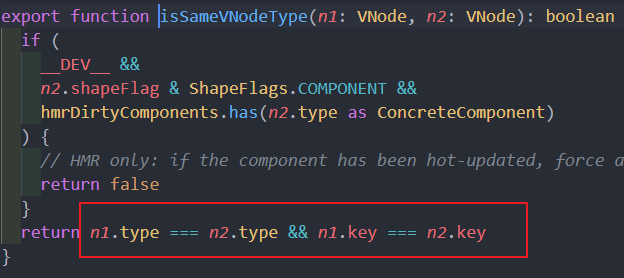 export function isSameVNodeType(n1: VNode, n2: VNode): boolean
if (
__DEV__ &&
n2.shapeFlag & ShapeFlags.COMPONENT &&
hmrDirtyComponents.has(n2.type as ConcreteComponent)
) {
// HMR only: if the component has been hot-updated, force a
return false
}
return n1.type === n2.type && n1.key === n2.key
}